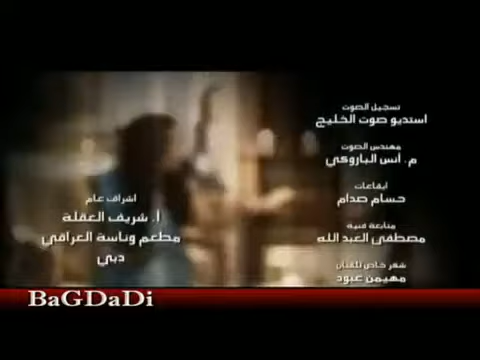 تسجيل الصوت
استديو صوت الخليج
مهندس الصوت
م. أنس الباروكي
ايقاعات
حسام صدام
متابعة فنية
مصطفى العبد الله
شعر خاص تلفنان
مهيمن عبود
اشراف عام
أ. شريف العقلة
مطعم وناسة العراقي
دبي
BaGDaDi